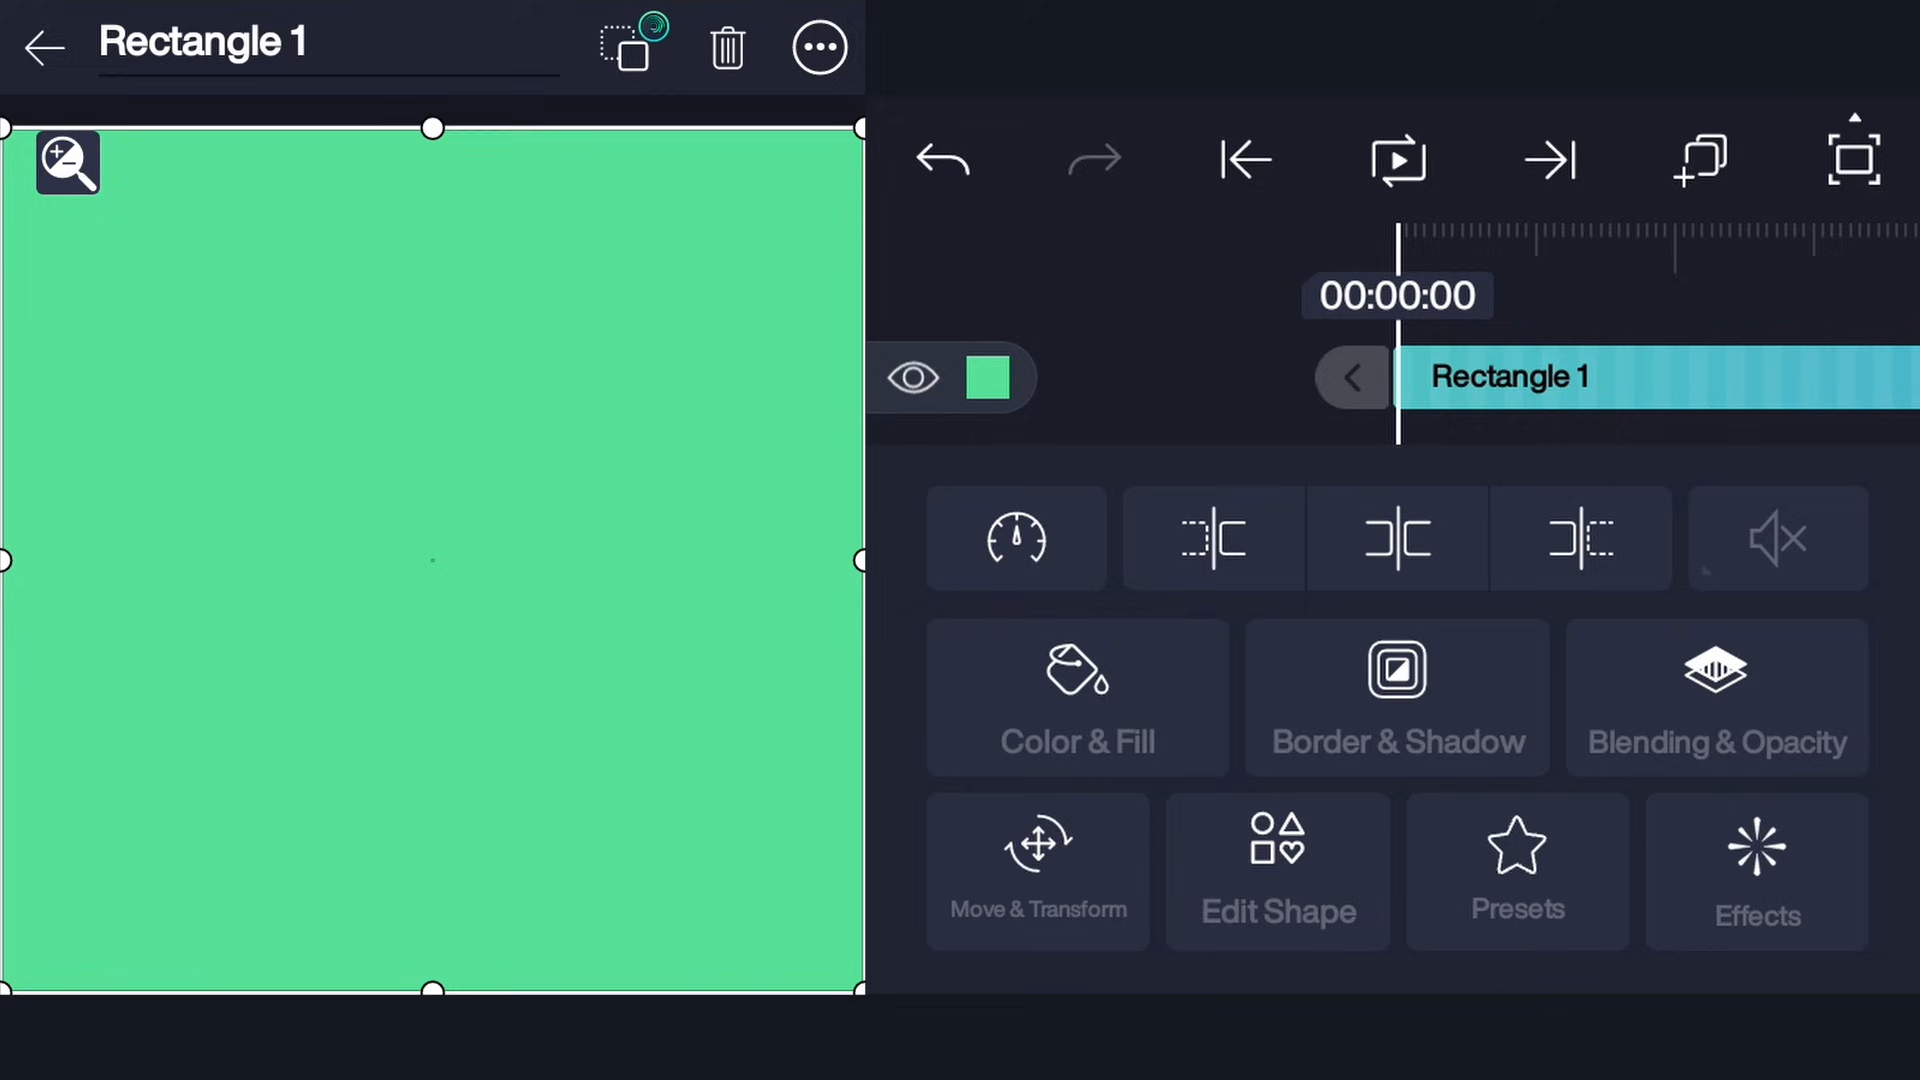 Rectangle 1
00:00:00
Rectangle 1
Color & Fill
Border & Shadow
Blending & Opacity
Move & Transform
Edit Shape
Presets
Effects